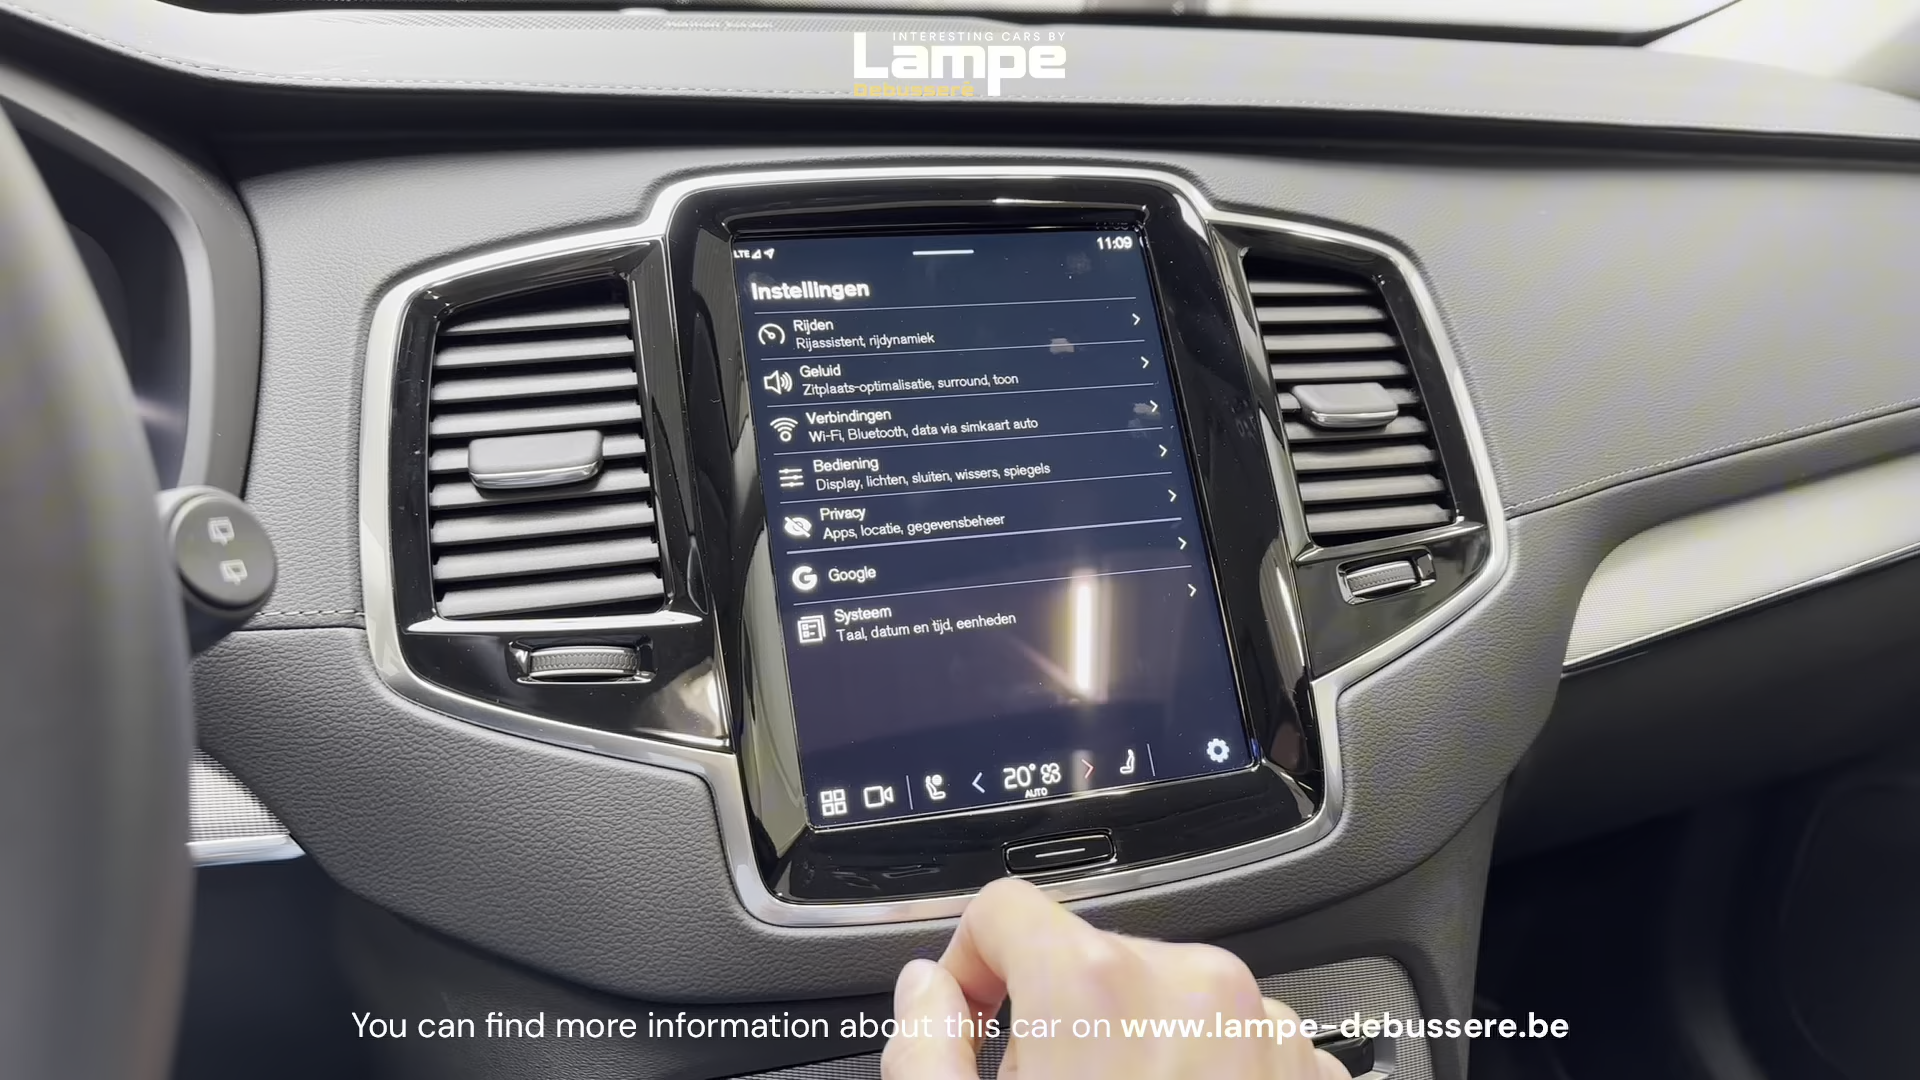 INTERESTING CARS BY
Lampe
Debusserè
LTE
11:09
Instellingen
Rijden
Rijassistent, rijdynamiek
Geluid
Zitplaats-optimalisatie, surround, toon
Verbindingen
Wi-Fi, Bluetooth, data via simkaart auto
Bediening
Display, lichten, sluiten, wissers, spiegels
Privacy
Apps, locatie, gegevensbeheer
Google
Systeem
Taal, datum en tijd, eenheden
20°
AUTO
You can find more information about this car on www.lampe-debussere.be